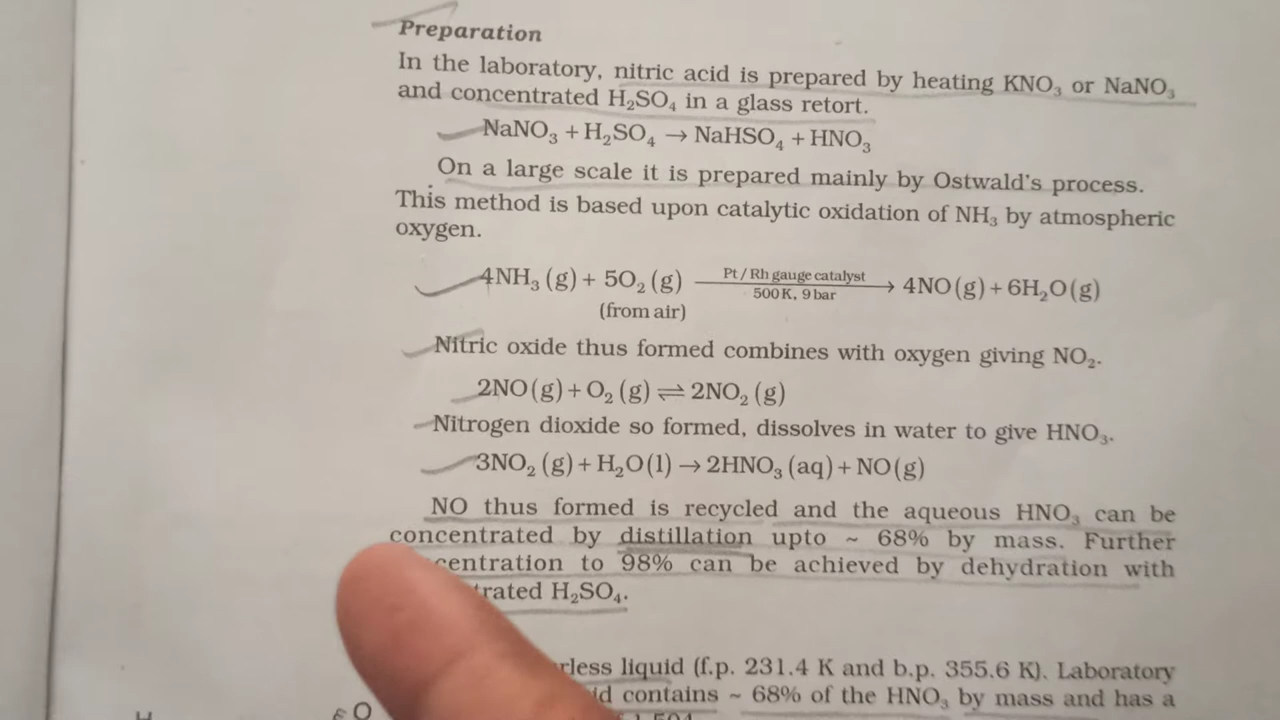 Preparation
In the laboratory, nitric acid is prepared by heating KNO₃ or NaNO₃
and concentrated H₂SO₄ in a glass retort.
NaNO₃ + H₂SO₄ → NaHSO₄ + HNO₃
On a large scale it is prepared mainly by Ostwald's process.
This method is based upon catalytic oxidation of NH₃ by atmospheric
oxygen.
4NH₃ (g) + 5O₂ (g) Pt / Rh gauge catalyst 500 K, 9 bar → 4NO (g) + 6H₂O (g)
(from air)
Nitric oxide thus formed combines with oxygen giving NO₂.
2NO (g) + O₂ (g) ⇌ 2NO₂ (g)
Nitrogen dioxide so formed, dissolves in water to give HNO₃.
3NO₂ (g) + H₂O (l) → 2HNO₃ (aq) + NO (g)
NO thus formed is recycled and the aqueous HNO₃ can be
concentrated by distillation upto ~ 68% by mass. Further
centration to 98% can be achieved by dehydration with
trated H₂SO₄.
rless liquid (f.p. 231.4 K and b.p. 355.6 K). Laboratory
id contains ~ 68% of the HNO₃ by mass and has a